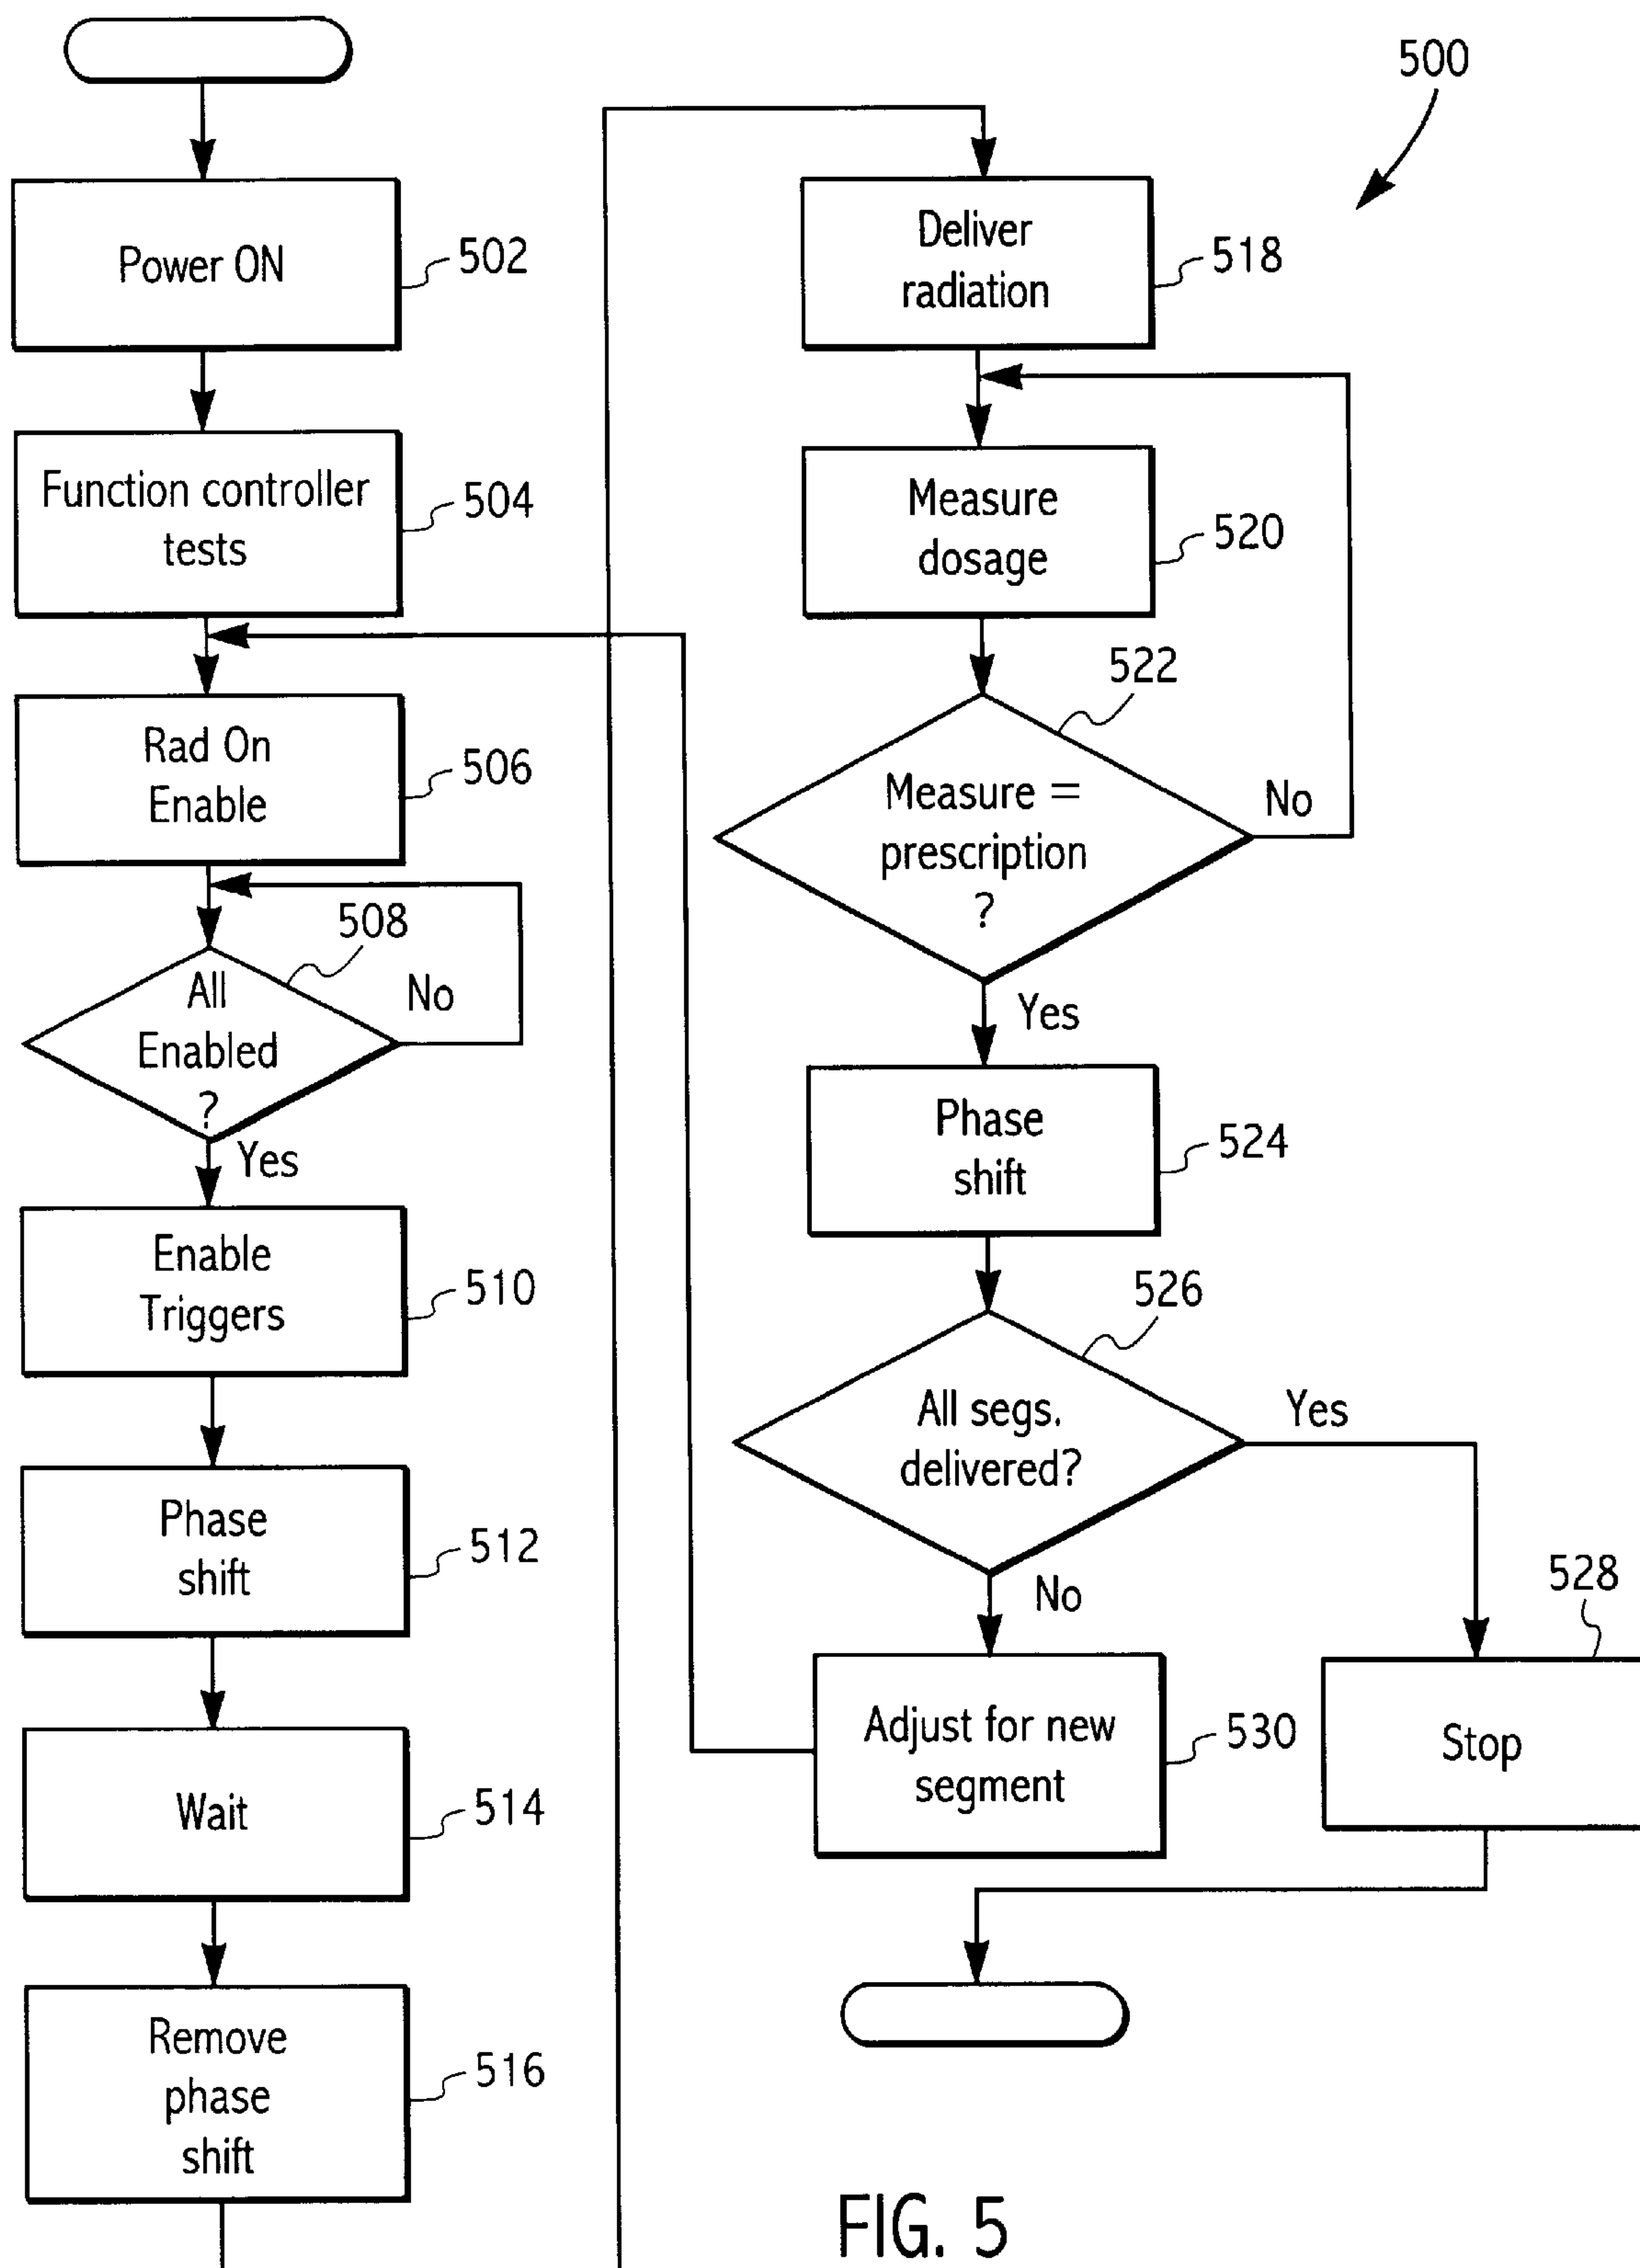 500
Power ON
502
Function controller
tests
504
Rad On
Enable
506
All
Enabled
?
508
No
Yes
Enable
Triggers
510
Phase
shift
512
Wait
514
Remove
phase
shift
516
Deliver
radiation
518
Measure
dosage
520
Measure =
prescription
?
522
No
Yes
Phase
shift
524
All segs.
delivered?
526
Yes
No
Adjust for new
segment
530
Stop
528
FIG. 5